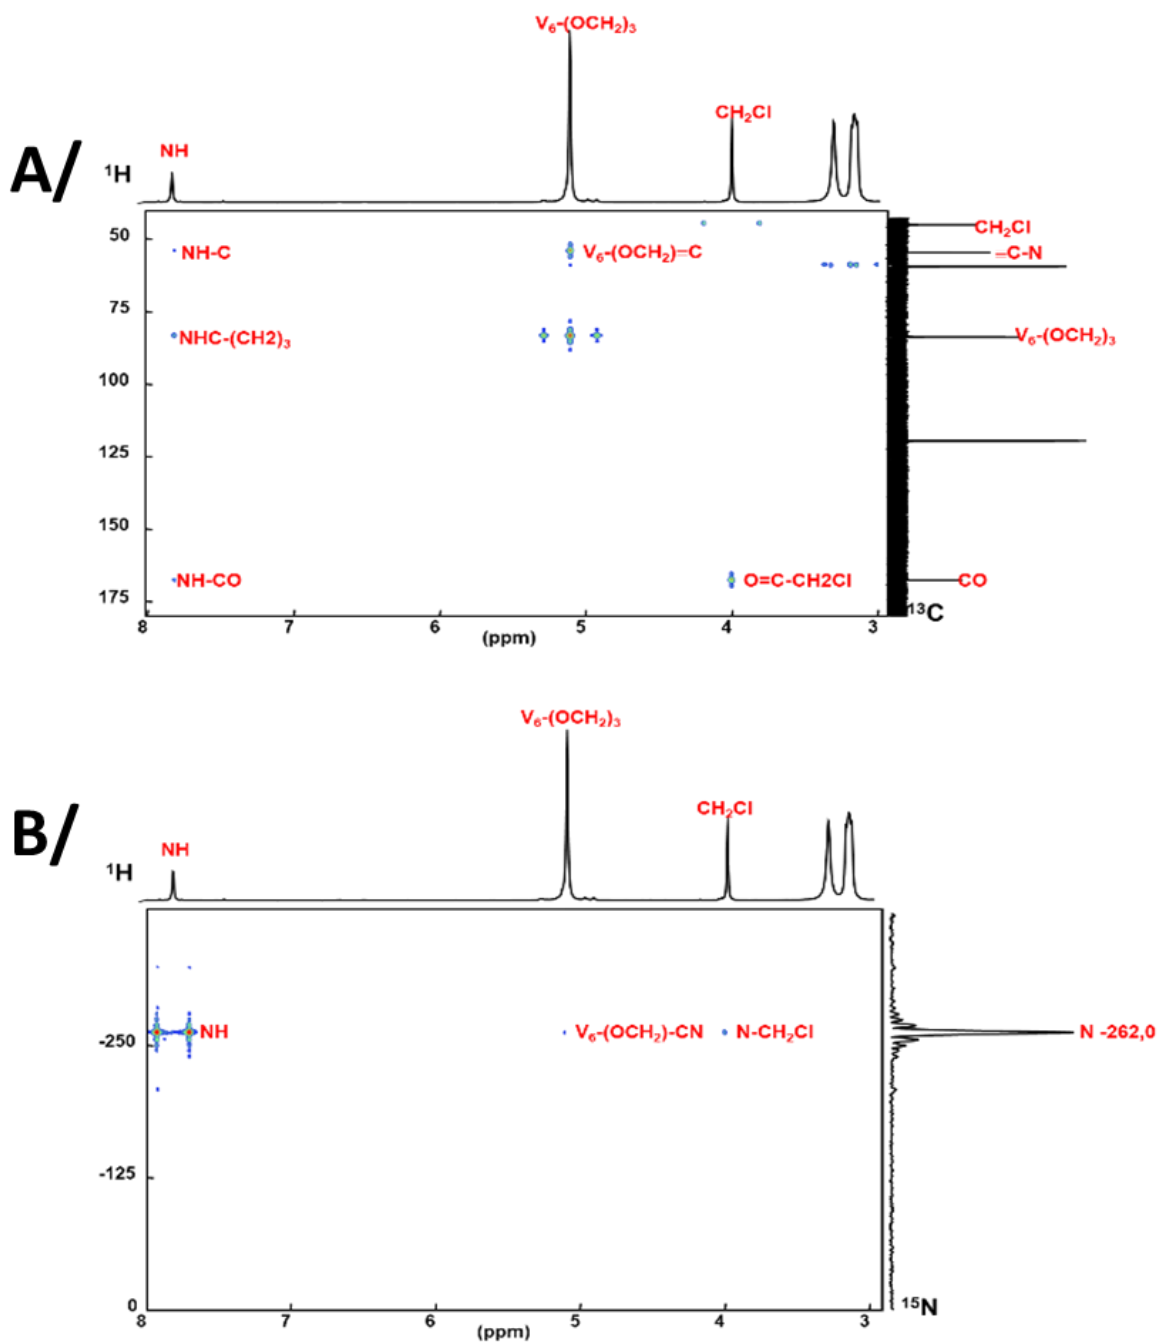 V₆-(OCH₂)₃
CH₂Cl
NH
A/
¹H
50
75
100
125
150
175
NH-C
V₆-(OCH₂)=C
NHC-(CH2)₃
NH-CO
O=C-CH2Cl
CH₂Cl
=C-N
V₆-(OCH₂)₃
CO
¹³C
8
7
6
5
4
3
(ppm)
V₆-(OCH₂)₃
CH₂Cl
NH
B/
¹H
-250
-125
0
NH
V₆-(OCH₂)-CN
N-CH₂Cl
N -262,0
¹⁵N
8
7
6
5
4
3
(ppm)